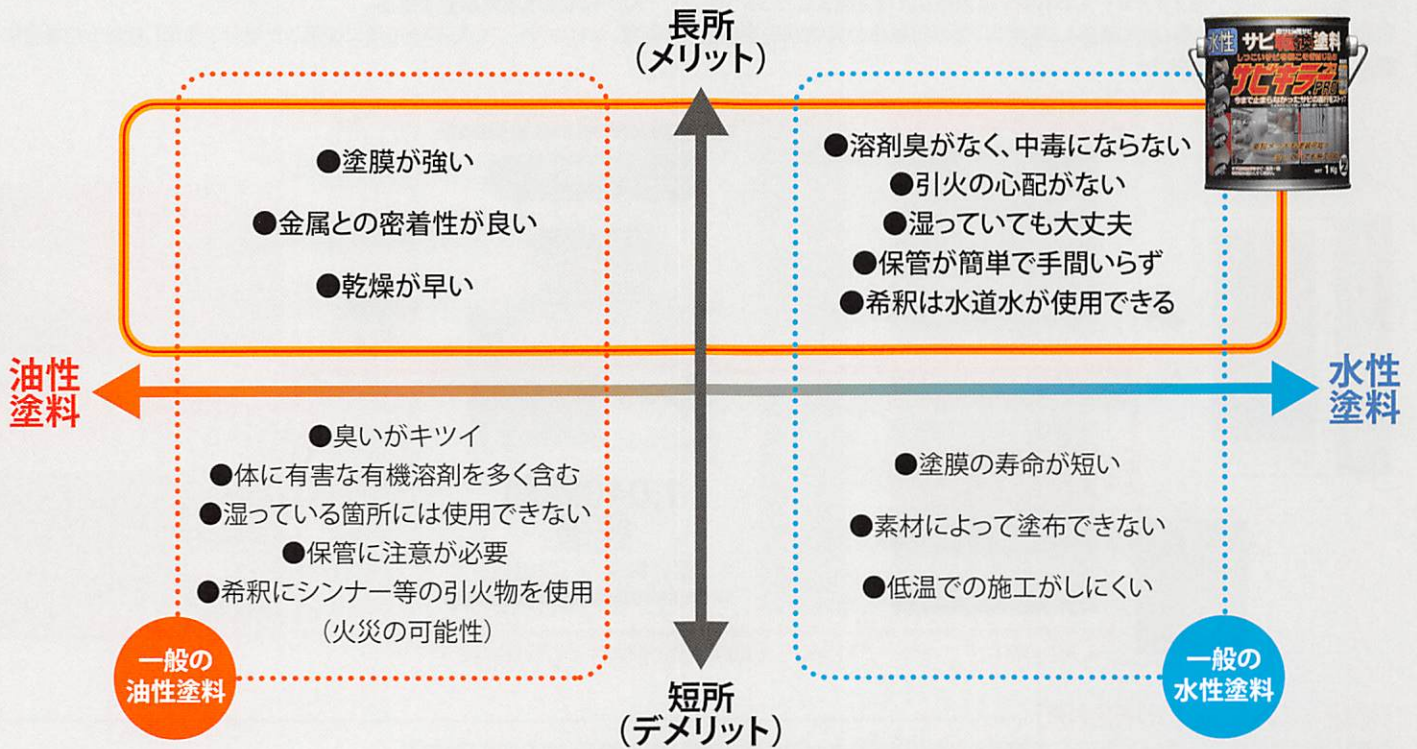 長所
(メリット)
水性 サビ転換塗料
サビキラー
PRO
1Kg
●塗膜が強い
●金属との密着性が良い
●乾燥が早い
●溶剤臭がなく、中毒にならない
●引火の心配がない
●湿っていても大丈夫
●保管が簡単で手間いらず
●希釈は水道水が使用できる
油性
塗料
水性
塗料
●臭いがキツイ
●体に有害な有機溶剤を多く含む
●湿っている箇所には使用できない
●保管に注意が必要
●希釈にシンナー等の引火物を使用
(火災の可能性)
●塗膜の寿命が短い
●素材によって塗布できない
●低温での施工がしにくい
一般の
油性塗料
一般の
水性塗料
短所
(デメリット)